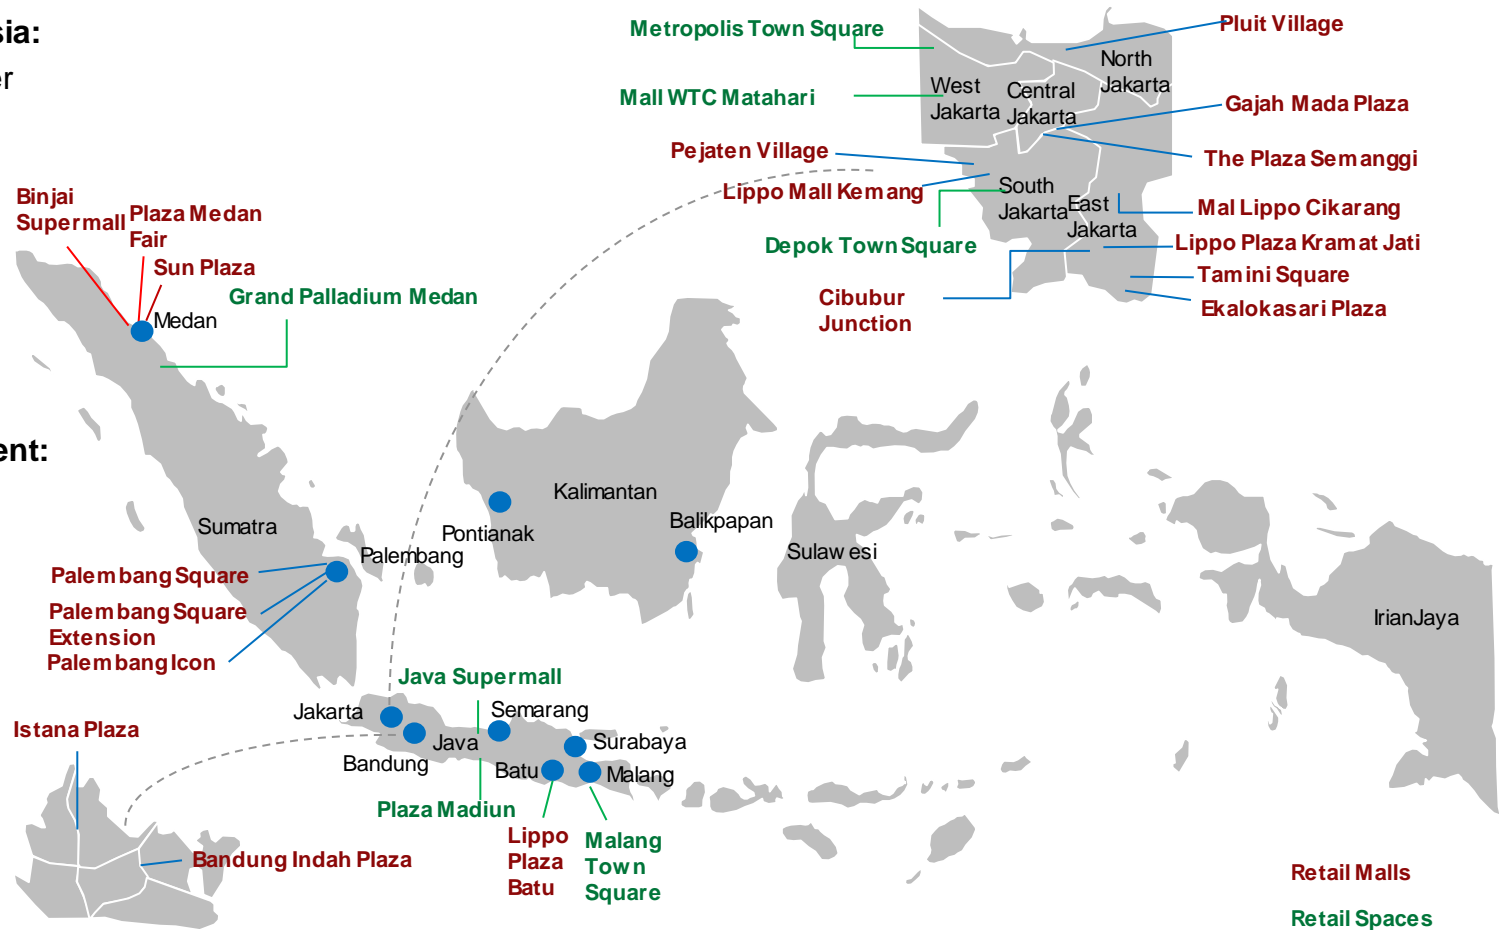 sia:
er
ent:
Metropolis Town Square
Mall WTC Matahari
Pejaten Village
Lippo Mall Kemang
Depok Town Square
Cibubur
Junction
Pluit Village
Gajah Mada Plaza
The Plaza Semanggi
Mal Lippo Cikarang
Lippo Plaza Kramat Jati
Tamini Square
Ekalokasari Plaza
North
Jakarta
West
Jakarta
Central
Jakarta
South
Jakarta
East
Jakarta
Binjai
Supermall
Plaza Medan
Fair
Sun Plaza
Grand Palladium Medan
Medan
Sumatra
Palembang
Palembang Square
Palembang Square
Extension
Palembang Icon
Kalimantan
Pontianak
Balikpapan
Sulawesi
Irian Jaya
Java Supermall
Jakarta
Semarang
Java
Surabaya
Bandung
Batu
Malang
Plaza Madiun
Lippo
Plaza
Batu
Malang
Town
Square
Istana Plaza
Bandung Indah Plaza
Retail Malls
Retail Spaces